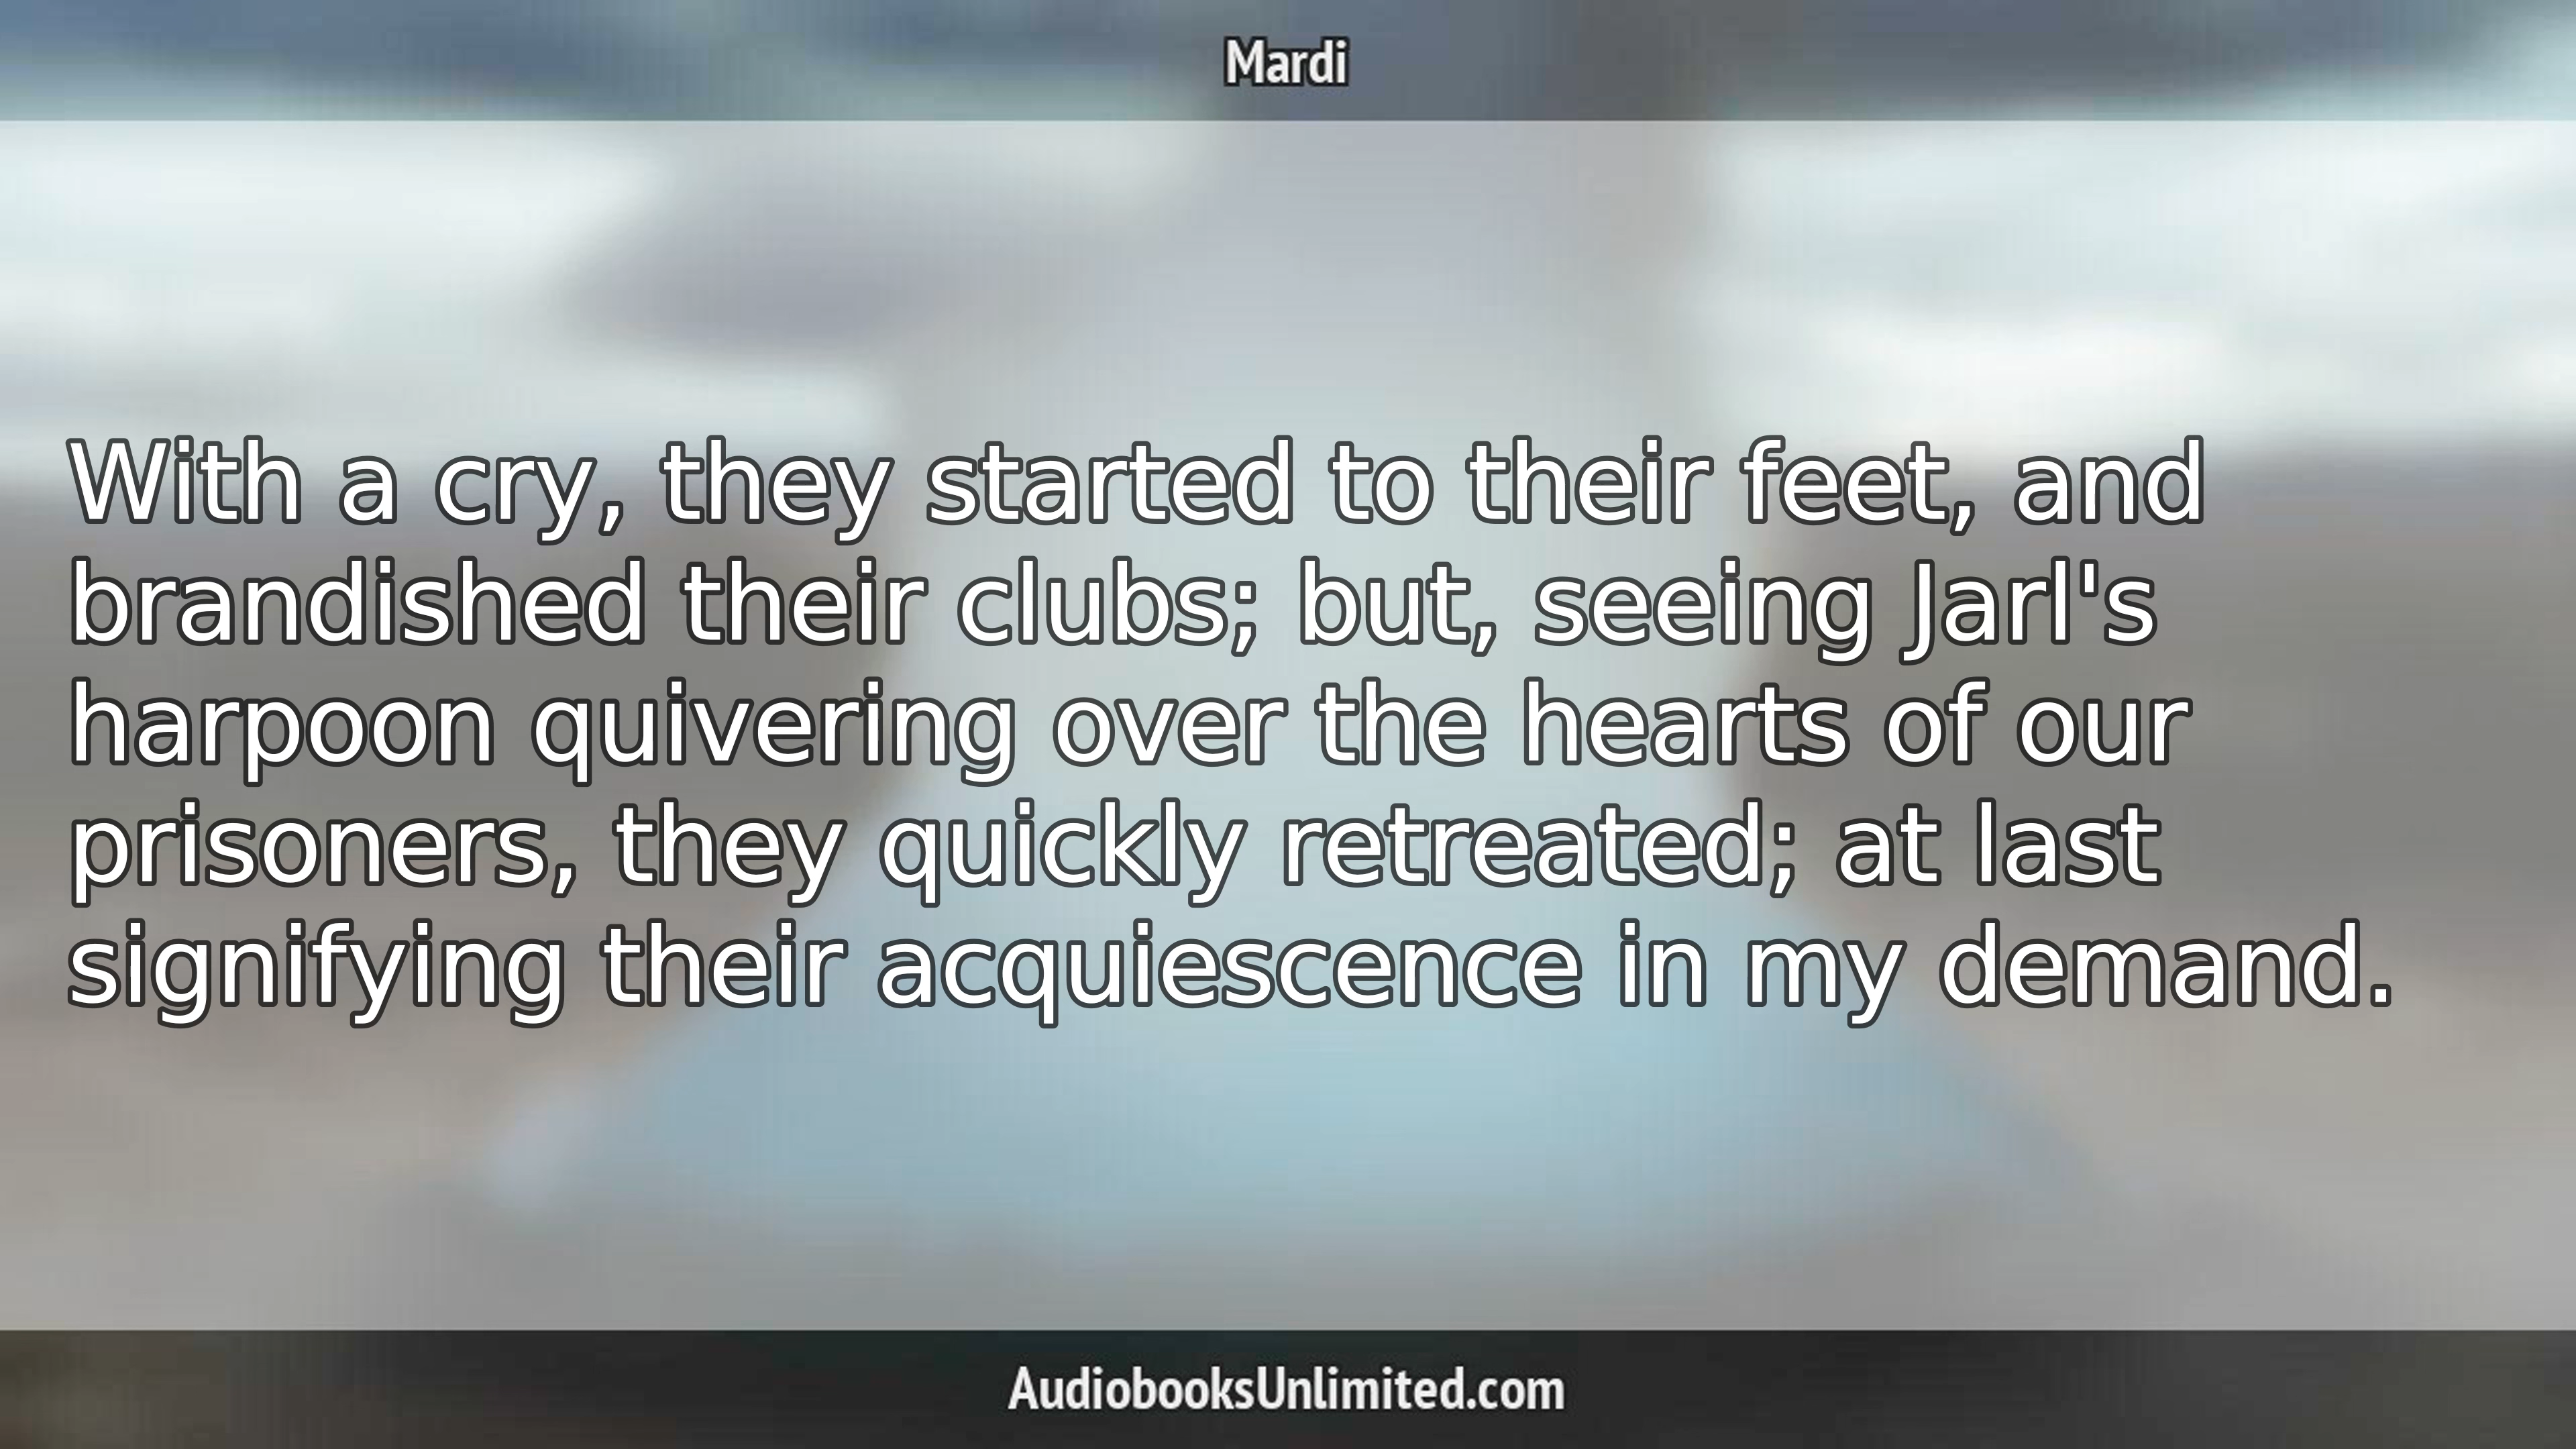 Mardi
With a cry, they started to their feet, and
brandished their clubs; but, seeing Jarl's
harpoon quivering over the hearts of our
prisoners, they quickly retreated; at last
signifying their acquiescence in my demand.
AudiobooksUnlimited.com